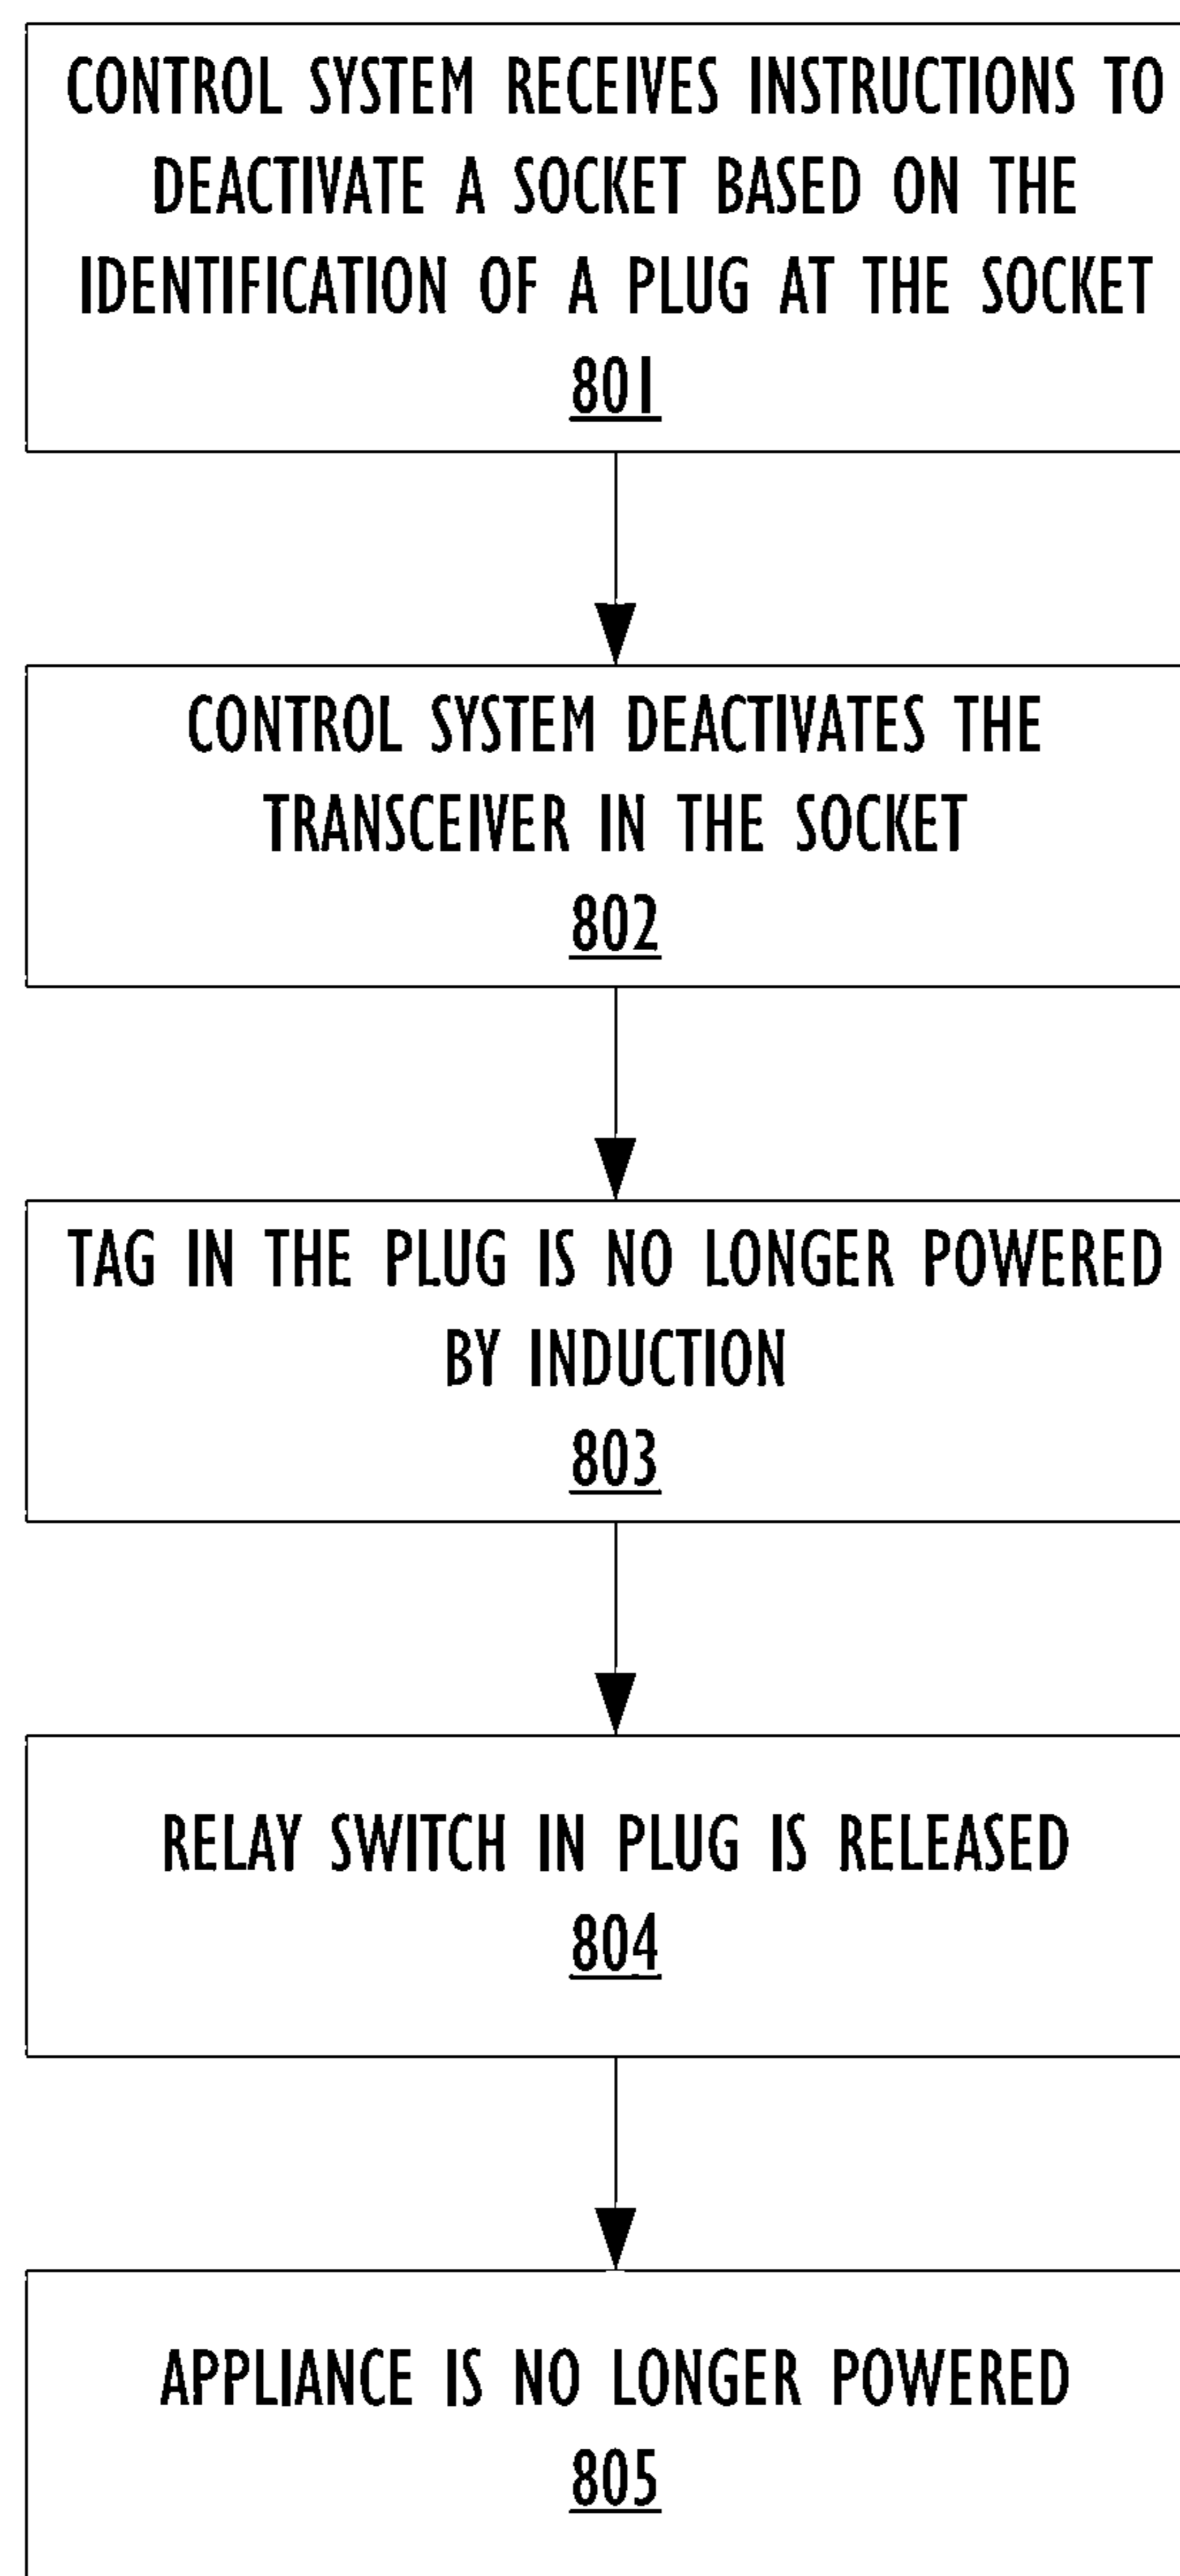 CONTROL SYSTEM RECEIVES INSTRUCTIONS TO
DEACTIVATE A SOCKET BASED ON THE
IDENTIFICATION OF A PLUG AT THE SOCKET
801
CONTROL SYSTEM DEACTIVATES THE
TRANSCEIVER IN THE SOCKET
802
TAG IN THE PLUG IS NO LONGER POWERED
BY INDUCTION
803
RELAY SWITCH IN PLUG IS RELEASED
804
APPLIANCE IS NO LONGER POWERED
805